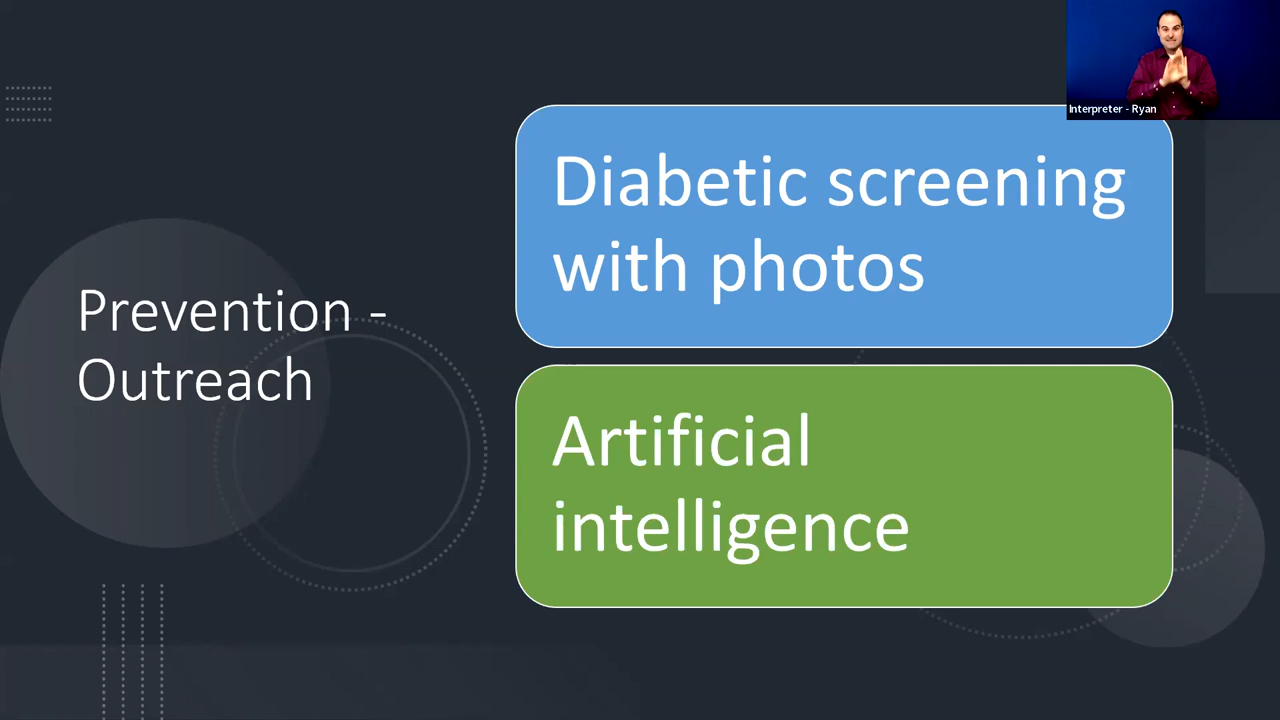 Interpreter - Ryan
Prevention -
Outreach
Diabetic screening
with photos
Artificial
intelligence